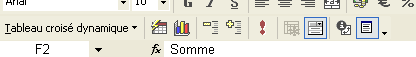 Arial 10 G I S
Tableau croisé dynamique
F2 fx Somme